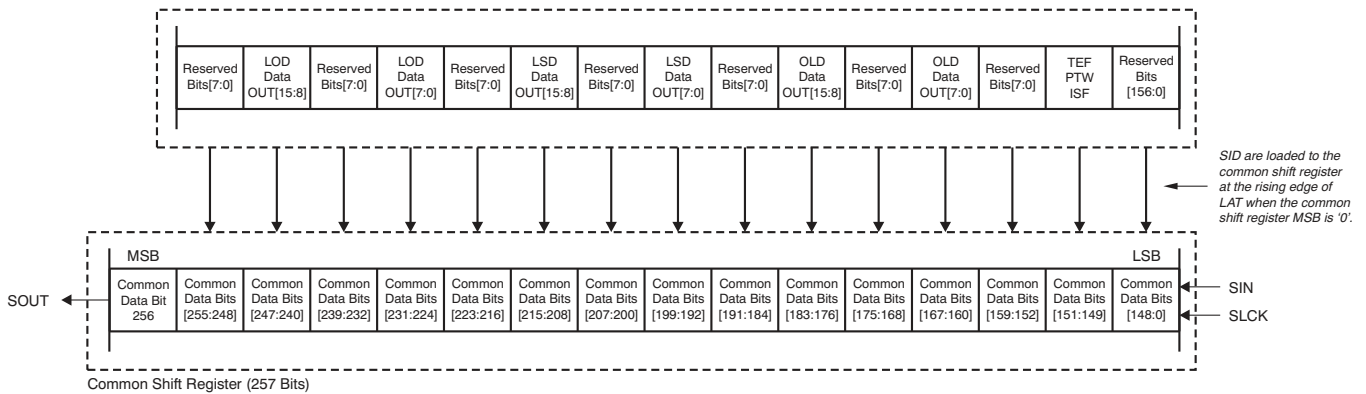 Reserved
Bits[7:0]
LOD
Data
OUT[15:8]
Reserved
Bits[7:0]
LOD
Data
OUT[7:0]
Reserved
Bits[7:0]
LSD
Data
OUT[15:8]
Reserved
Bits[7:0]
LSD
Data
OUT[7:0]
Reserved
Bits[7:0]
OLD
Data
OUT[15:8]
Reserved
Bits[7:0]
OLD
Data
OUT[7:0]
Reserved
Bits[7:0]
TEF
PTW
ISF
Reserved
Bits
[156:0]
SID are loaded to the
common shift register
at the rising edge of
LAT when the common
shift register MSB is ‘0’.
MSB
LSB
SOUT
Common
Data Bit
256
Common
Data Bits
[255:248]
Common
Data Bits
[247:240]
Common
Data Bits
[239:232]
Common
Data Bits
[231:224]
Common
Data Bits
[223:216]
Common
Data Bits
[215:208]
Common
Data Bits
[207:200]
Common
Data Bits
[199:192]
Common
Data Bits
[191:184]
Common
Data Bits
[183:176]
Common
Data Bits
[175:168]
Common
Data Bits
[167:160]
Common
Data Bits
[159:152]
Common
Data Bits
[151:149]
Common
Data Bits
[148:0]
SIN
SLCK
Common Shift Register (257 Bits)